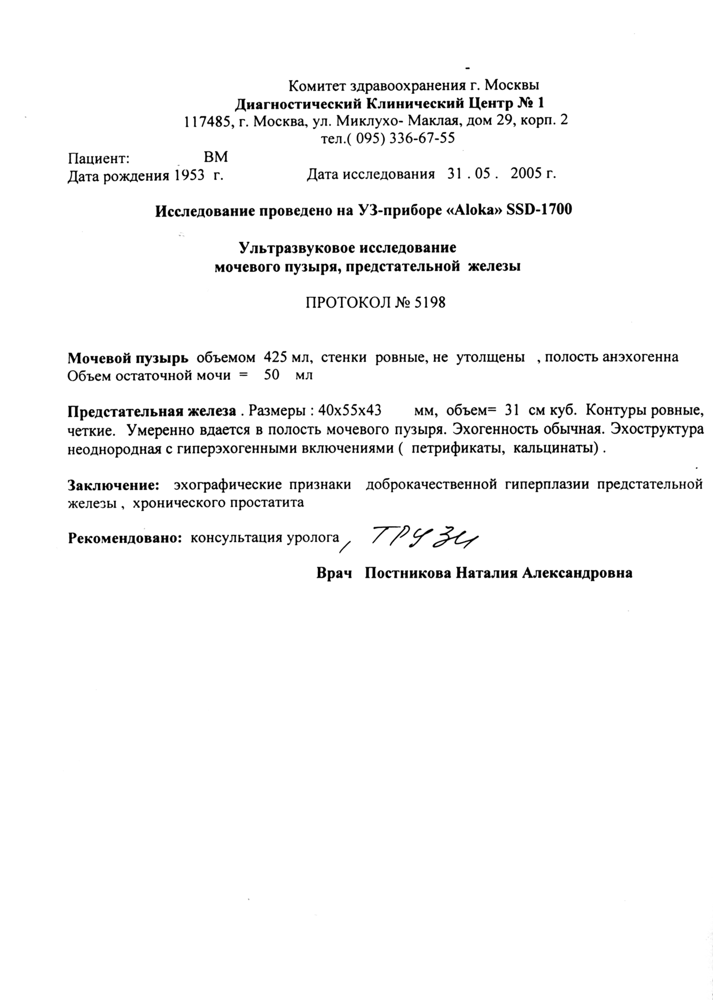 Комитет здравоохранения г. Москвы
Диагностический Клинический Центр № 1
117485, г. Москва, ул. Миклухо- Маклая, дом 29, корп. 2
тел.( 095) 336-67-55
Пациент: ВМ
Дата рождения 1953 г. Дата исследования 31 . 05 . 2005 г.
Исследование проведено на УЗ-приборе «Aloka» SSD-1700
Ультразвуковое исследование
мочевого пузыря, предстательной железы
ПРОТОКОЛ № 5198
Мочевой пузырь объемом 425 мл, стенки ровные, не утолщены , полость анэхогенна
Объем остаточной мочи = 50 мл
Предстательная железа . Размеры : 40х55х43 мм, объем= 31 см куб. Контуры ровные,
четкие. Умеренно вдается в полость мочевого пузыря. Эхогенность обычная. Эхоструктура
неоднородная с гиперэхогенными включениями ( петрификаты, кальцинаты) .
Заключение: эхографические признаки доброкачественной гиперплазии предстательной
железы , хронического простатита
Рекомендовано: консультация уролога , ТРУЗИ
Врач Постникова Наталия Александровна